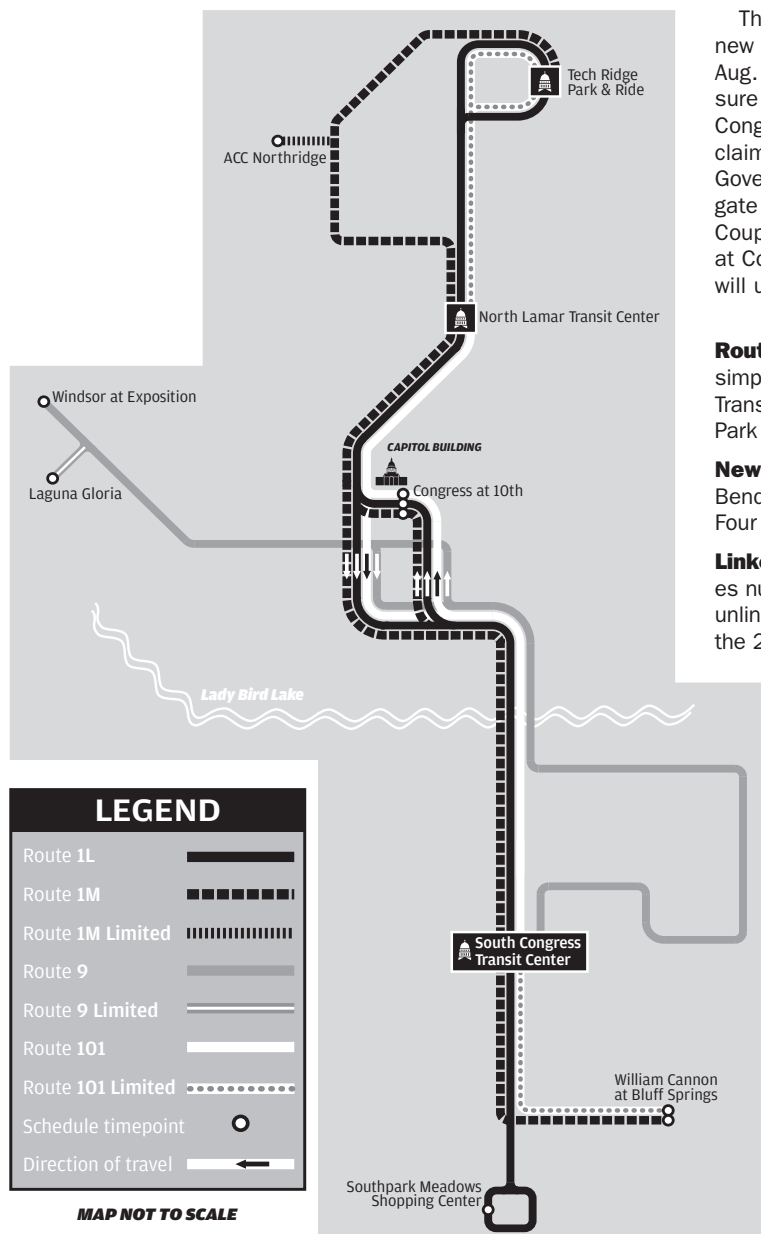 Tech Ridge
Park & Ride
ACC Northridge
North Lamar Transit Center
Windsor at Exposition
Laguna Gloria
CAPITOL BUILDING
Congress at 10th
Lady Bird Lake
LEGEND
Route 1L
Route 1M
Route 1M Limited
Route 9
Route 9 Limited
Route 101
Route 101 Limited
Schedule timepoint
Direction of travel
MAP NOT TO SCALE
South Congress
Transit Center
William Cannon
at Bluff Springs
Southpark Meadows
Shopping Center
Th
new
Aug.
sure
Cong
claim
Gove
gate
Coup
at Co
will u
Rout
simp
Trans
Park
New
Benc
Four
Linke
es nu
unlin
the 2